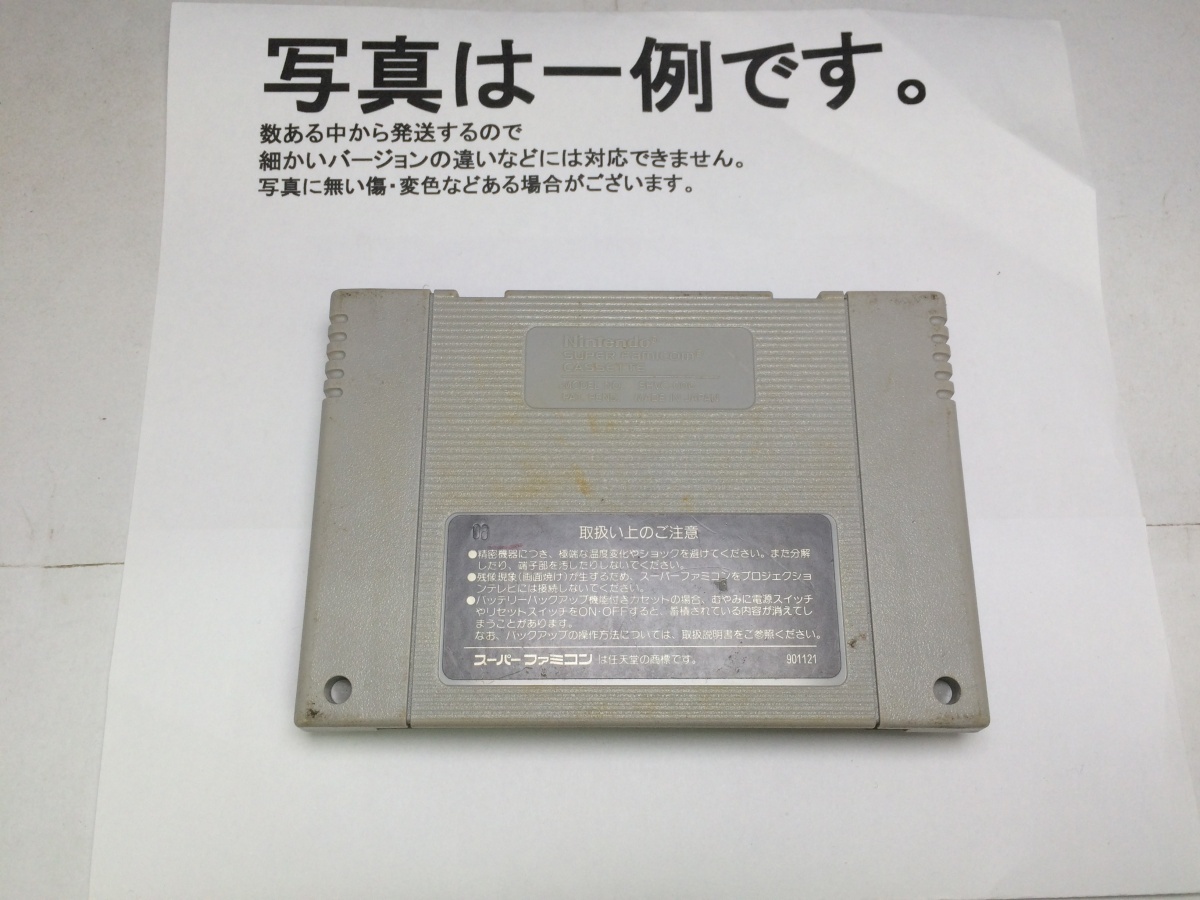 写真は一例です。
数ある中から発送するので
細かいバージョンの違いなどには対応できません。
写真に無い傷・変色などある場合がございます。
Nintendo
SUPER FAMICOM
CASSETTE
取扱い上のご注意
●精密機器につき、極端な温度変化やショックを避けてください。また分解
したり、端子部を汚したりしないでください。
●残像現象(画面焼け)が生ずるため、スーパーファミコンをプロジェクショ
ンテレビには接続しないでください。
●バッテリーバックアップ機能付きカセットの場合、むやみに電源スイッチ
やリセットスイッチをON・OFFすると、蓄積されている内容が消えてし
まうことがあります。
なお、バックアップの操作方法については、取扱説明書をご参照ください。
スーパーファミコンは任天堂の商標です。 901121